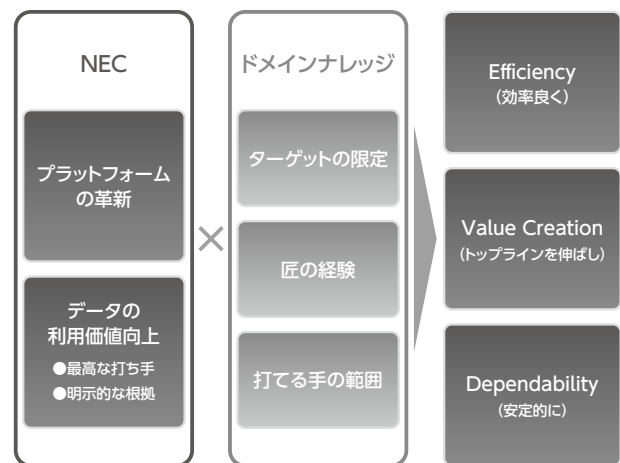 NEC
プラットフォーム
の革新
データの
利用価値向上
●最高な打ち手
●明示的な根拠
×
ドメインナレッジ
ターゲットの限定
匠の経験
打てる手の範囲
Efficiency
(効率良く)
Value Creation
(トップラインを伸ばし)
Dependability
(安定的に)